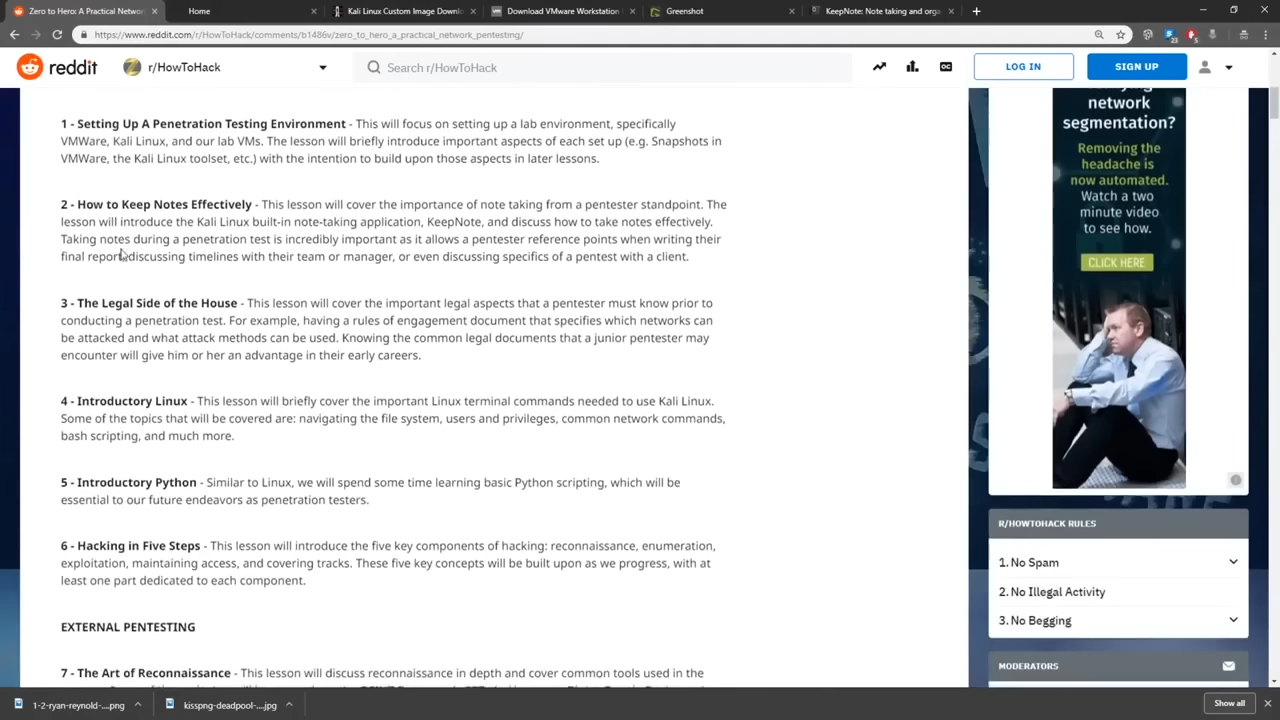 Zero to Hero: A Practical Networ
Home
Kali Linux Custom Image Downl
Download VMware Workstation
Greenshot
KeepNote: Note taking and orga
https://www.reddit.com/r/HowToHack/comments/b1486v/zero_to_hero_a_practical_network_pentesting/
reddit
r/HowToHack
Search r/HowToHack
LOG IN
SIGN UP
1 - Setting Up A Penetration Testing Environment - This will focus on setting up a lab environment, specifically
VMWare, Kali Linux, and our lab VMs. The lesson will briefly introduce important aspects of each set up (e.g. Snapshots in
VMWare, the Kali Linux toolset, etc.) with the intention to build upon those aspects in later lessons.
2 - How to Keep Notes Effectively - This lesson will cover the importance of note taking from a pentester standpoint. The
lesson will introduce the Kali Linux built-in note-taking application, KeepNote, and discuss how to take notes effectively.
Taking notes during a penetration test is incredibly important as it allows a pentester reference points when writing their
final report, discussing timelines with their team or manager, or even discussing specifics of a pentest with a client.
3 - The Legal Side of the House - This lesson will cover the important legal aspects that a pentester must know prior to
conducting a penetration test. For example, having a rules of engagement document that specifies which networks can
be attacked and what attack methods can be used. Knowing the common legal documents that a junior pentester may
encounter will give him or her an advantage in their early careers.
4 - Introductory Linux - This lesson will briefly cover the important Linux terminal commands needed to use Kali Linux.
Some of the topics that will be covered are: navigating the file system, users and privileges, common network commands,
bash scripting, and much more.
5 - Introductory Python - Similar to Linux, we will spend some time learning basic Python scripting, which will be
essential to our future endeavors as penetration testers.
6 - Hacking in Five Steps - This lesson will introduce the five key components of hacking: reconnaissance, enumeration,
exploitation, maintaining access, and covering tracks. These five key concepts will be built upon as we progress, with at
least one part dedicated to each component.
EXTERNAL PENTESTING
7 - The Art of Reconnaissance - This lesson will discuss reconnaissance in depth and cover common tools used in the
network
segmentation?
Removing the
headache is
now automated.
Watch a two
minute video
to see how.
CLICK HERE
R/HOWTOHACK RULES
1. No Spam
2. No Illegal Activity
3. No Begging
MODERATORS
1-2-ryan-reynold-....png
kisspng-deadpool-....jpg
Show all